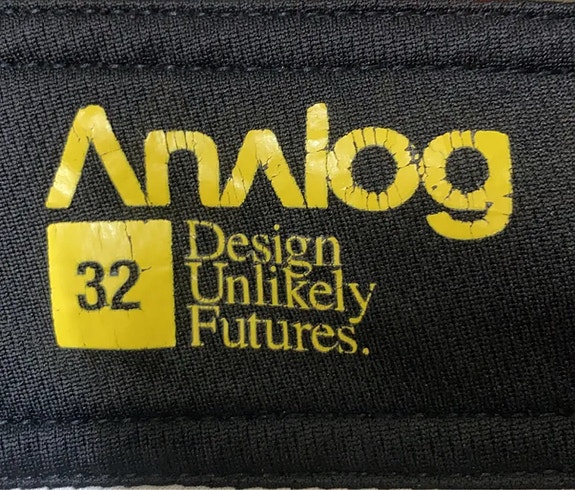 Analog
32
Design
Unlikely
Futures.